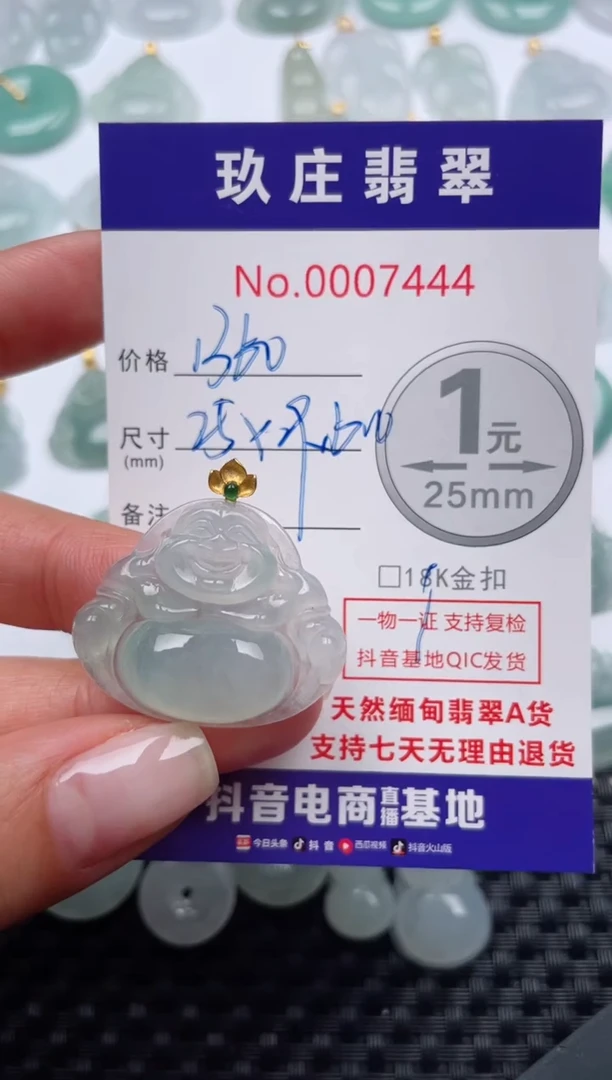 玖庄翡翠
No.0007444
价格 1360
尺寸
(mm)
备注
1元
25mm
□18K金扣
一物一证 支持复检
抖音基地QIC发货
天然缅甸翡翠A货
支持七天无理由退货
抖音电商直播基地
今日头条 抖音 西瓜视频 抖音火山版